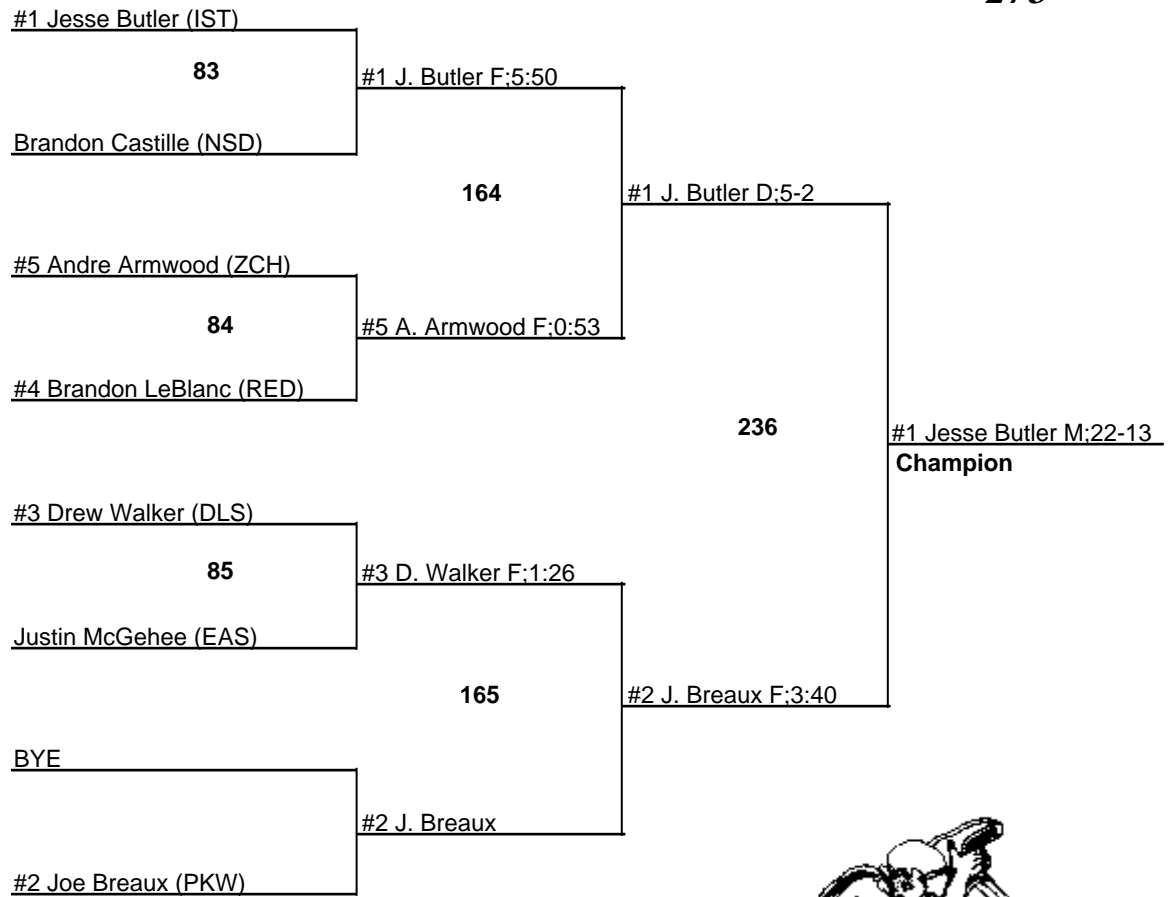 #1 Jesse Butler (IST)
83
#1 J. Butler F;5:50
Brandon Castille (NSD)
164
#1 J. Butler D;5-2
#5 Andre Armwood (ZCH)
84
#5 A. Armwood F;0:53
#4 Brandon LeBlanc (RED)
236
#1 Jesse Butler M;22-13
Champion
#3 Drew Walker (DLS)
85
#3 D. Walker F;1:26
Justin McGehee (EAS)
165
#2 J. Breaux F;3:40
BYE
#2 J. Breaux
#2 Joe Breaux (PKW)